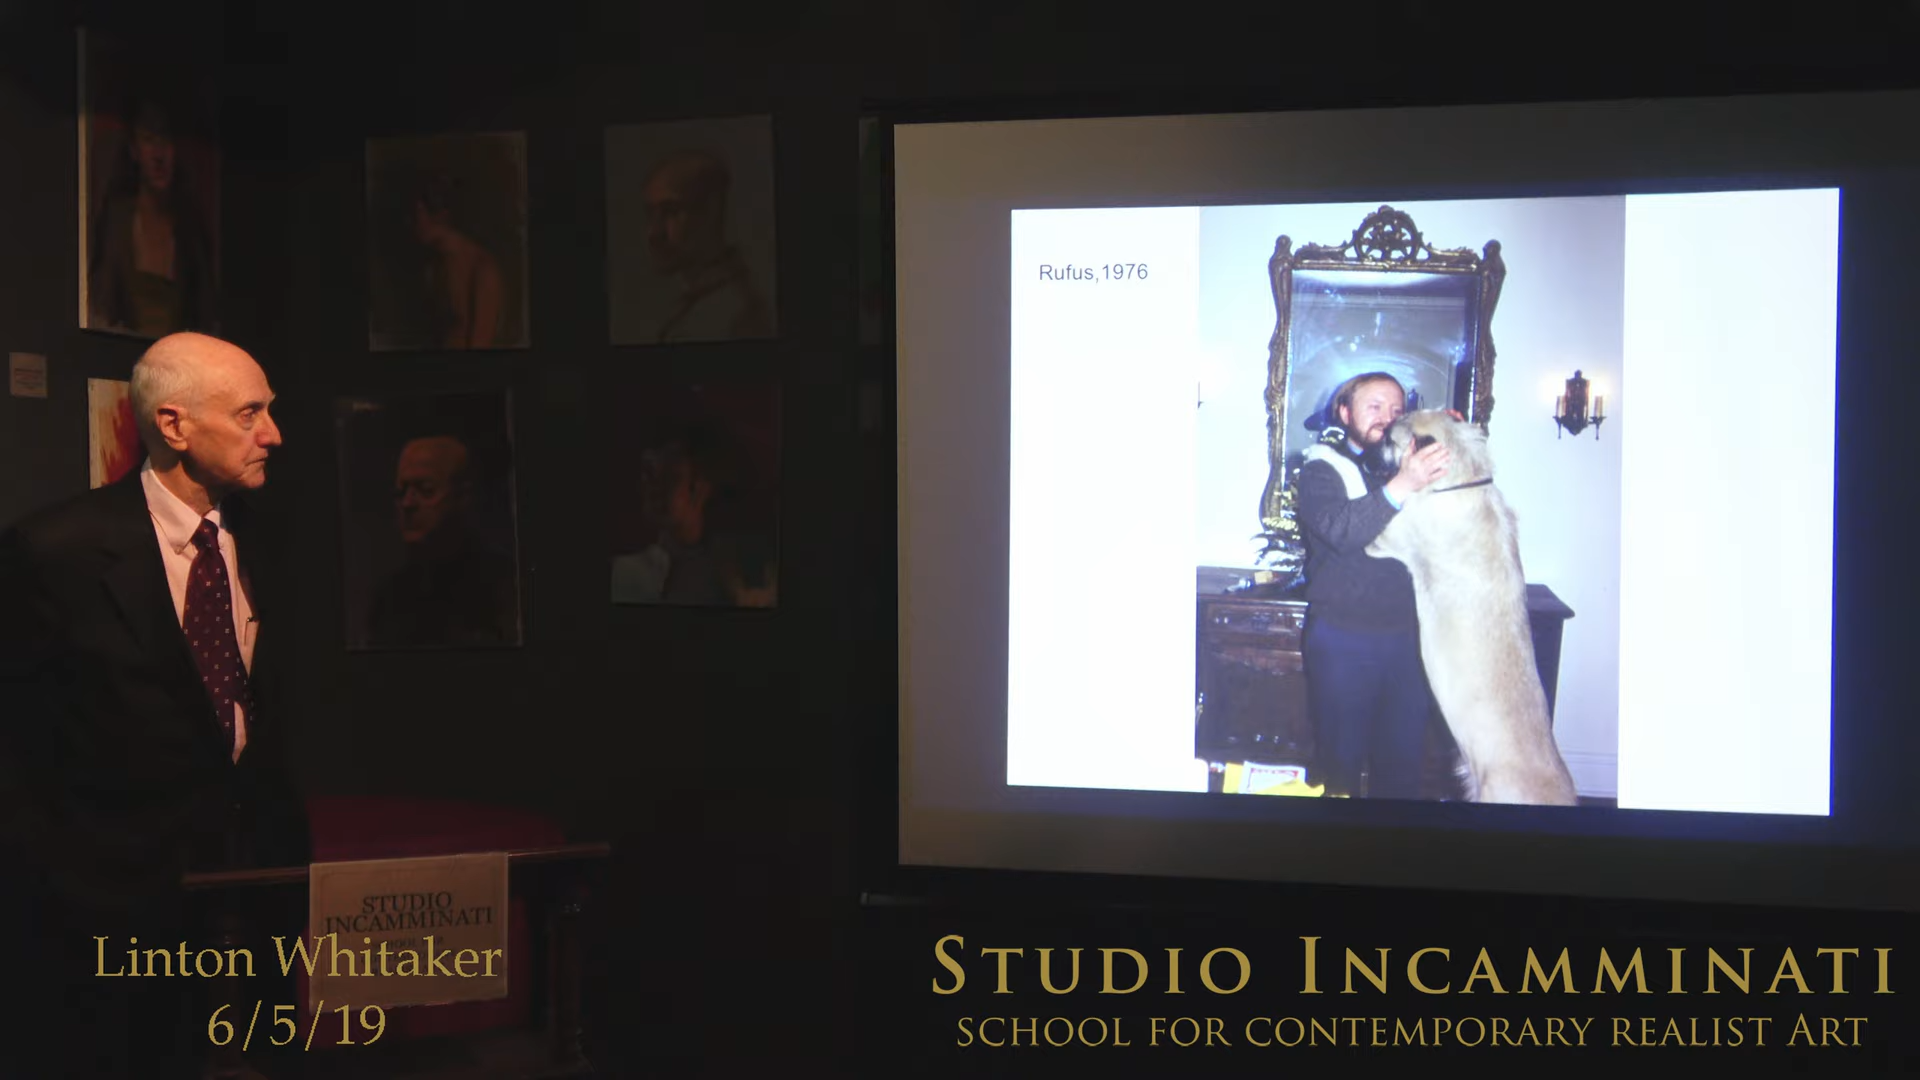 Rufus,1976
STUDIO
INCAMMINATI
Linton Whitaker
6/5/19
STUDIO INCAMMINATI
SCHOOL FOR CONTEMPORARY REALIST ART